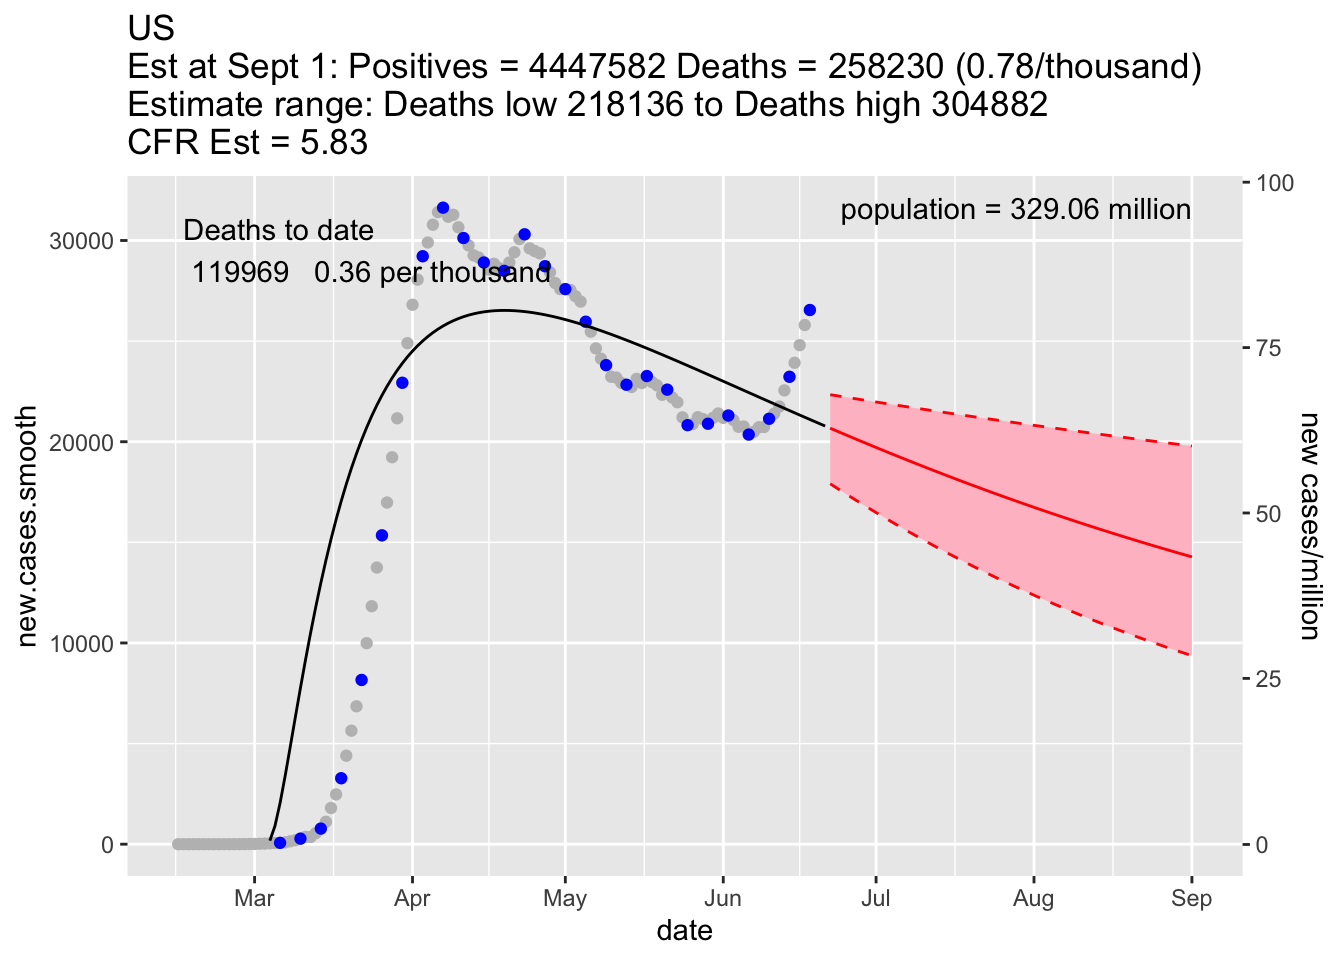 US
Est at Sept 1: Positives = 4447582 Deaths = 258230 (0.78/thousand)
Estimate range: Deaths low 218136 to Deaths high 304882
CFR Est = 5.83
Deaths to date
119969 0.36 per thousand
population = 329.06 million
new.cases.smooth
30000
20000
10000
0
100
75
50
25
0
new cases/million
Mar Apr May Jun Jul Aug Sep
date